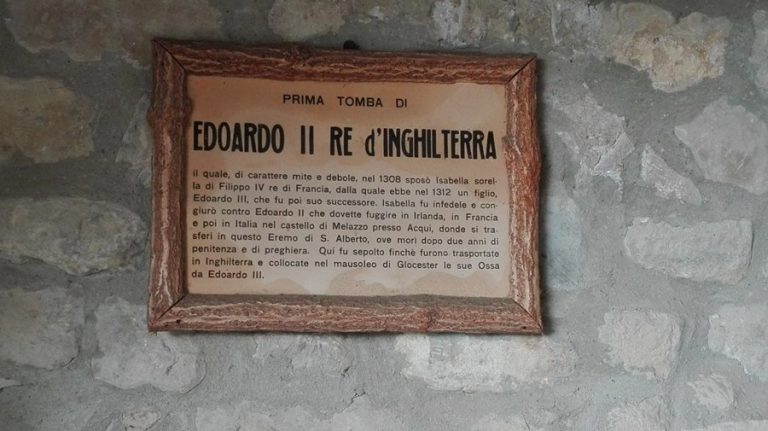 PRIMA TOMBA DI
EDOARDO II RE d'INGHILTERRA
il quale, di carattere mite e debole, nel 1308 sposò Isabella sorel-
la di Filippo IV re di Francia, dalla quale ebbe nel 1312 un figlio,
Edoardo III, che fu poi suo successore. Isabella fu infedele e con-
giurò contro Edoardo II che dovette fuggire in Irlanda, in Francia
e poi in Italia nel castello di Melazzo presso Acqui, donde si tra-
sferì in questo Eremo di S. Alberto, ove morì dopo due anni di
penitenza e di preghiera. Qui fu sepolto finchè furono trasportate
in Inghilterra e collocate nel mausoleo di Glocester le sue Ossa
da Edoardo III.